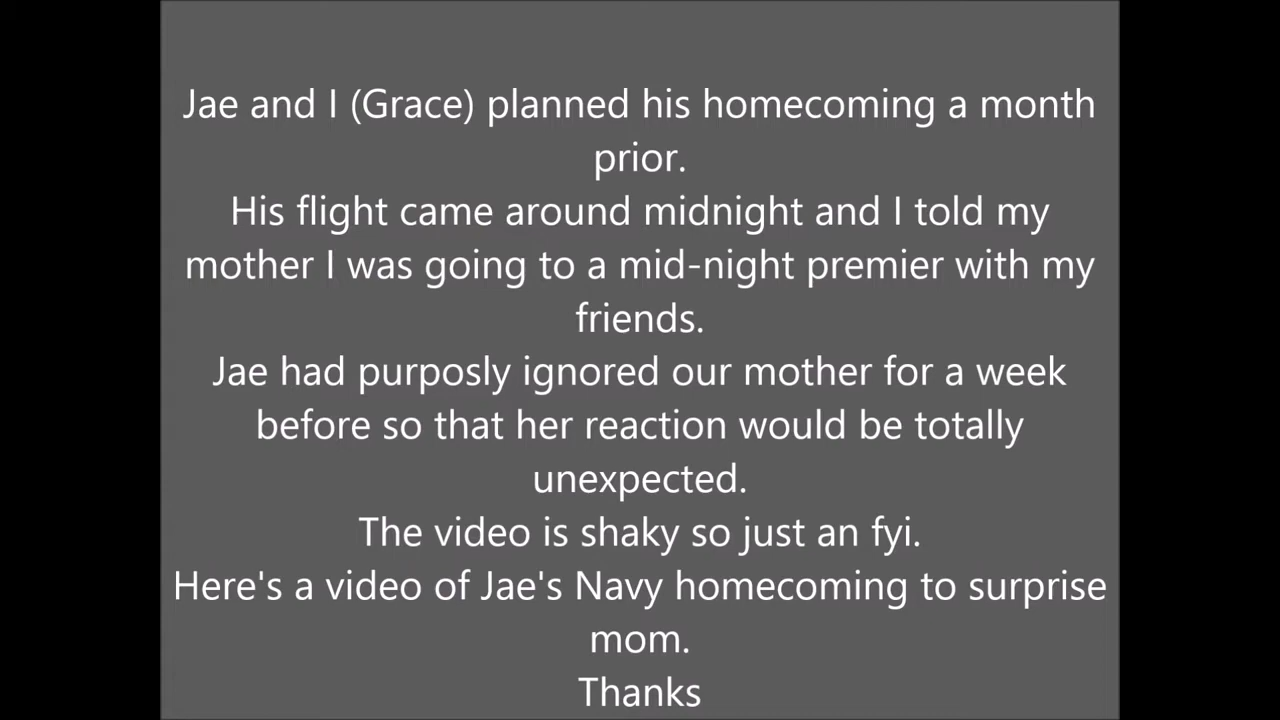 Jae and I (Grace) planned his homecoming a month
prior.
His flight came around midnight and I told my
mother I was going to a mid-night premier with my
friends.
Jae had purposly ignored our mother for a week
before so that her reaction would be totally
unexpected.
The video is shaky so just an fyi.
Here's a video of Jae's Navy homecoming to surprise
mom.
Thanks